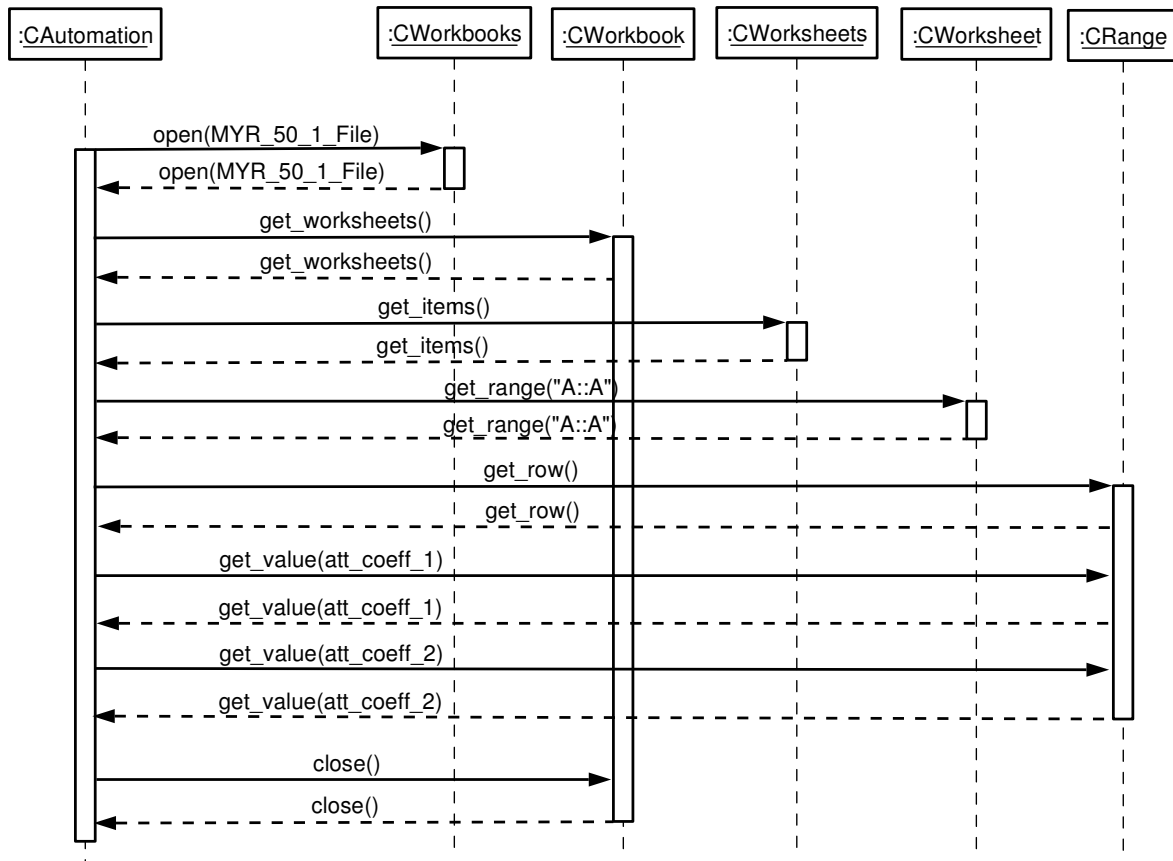 :CAutomation
:CWorkbooks
:CWorkbook
:CWorksheets
:CWorksheet
:CRange
open(MYR_50_1_File)
open(MYR_50_1_File)
get_worksheets()
get_worksheets()
get_items()
get_items()
get_range("A::A")
get_range("A::A")
get_row()
get_row()
get_value(att_coeff_1)
get_value(att_coeff_1)
get_value(att_coeff_2)
get_value(att_coeff_2)
close()
close()